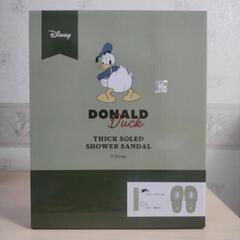 Disney
DONALD
Duck
THICK SOLED
SHOWER SANDAL
© Disney